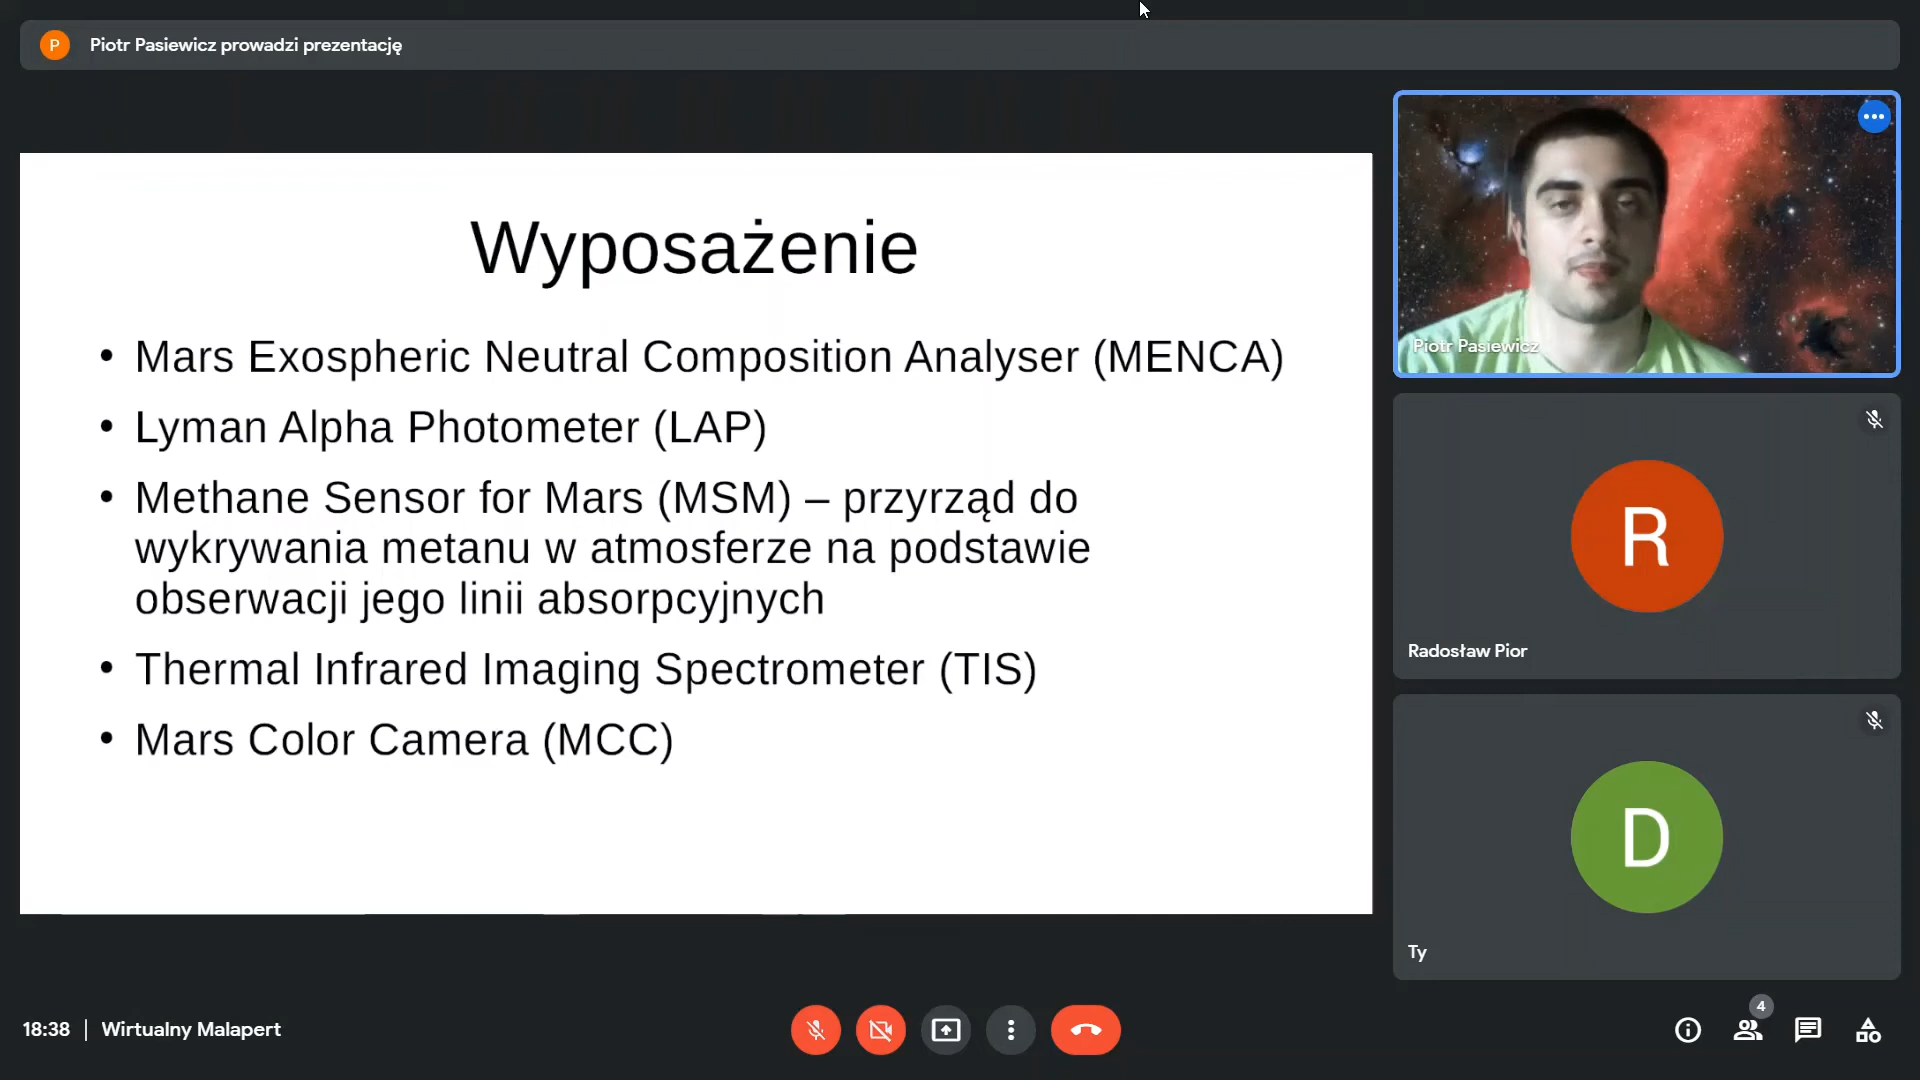 P
Piotr Pasiewicz prowadzi prezentację
Wyposażenie
• Mars Exospheric Neutral Composition Analyser (MENCA)
• Lyman Alpha Photometer (LAP)
• Methane Sensor for Mars (MSM) – przyrząd do
wykrywania metanu w atmosferze na podstawie
obserwacji jego linii absorpcyjnych
• Thermal Infrared Imaging Spectrometer (TIS)
• Mars Color Camera (MCC)
Piotr Pasiewicz
R
Radosław Pior
D
Ty
18:38 | Wirtualny Malapert
4